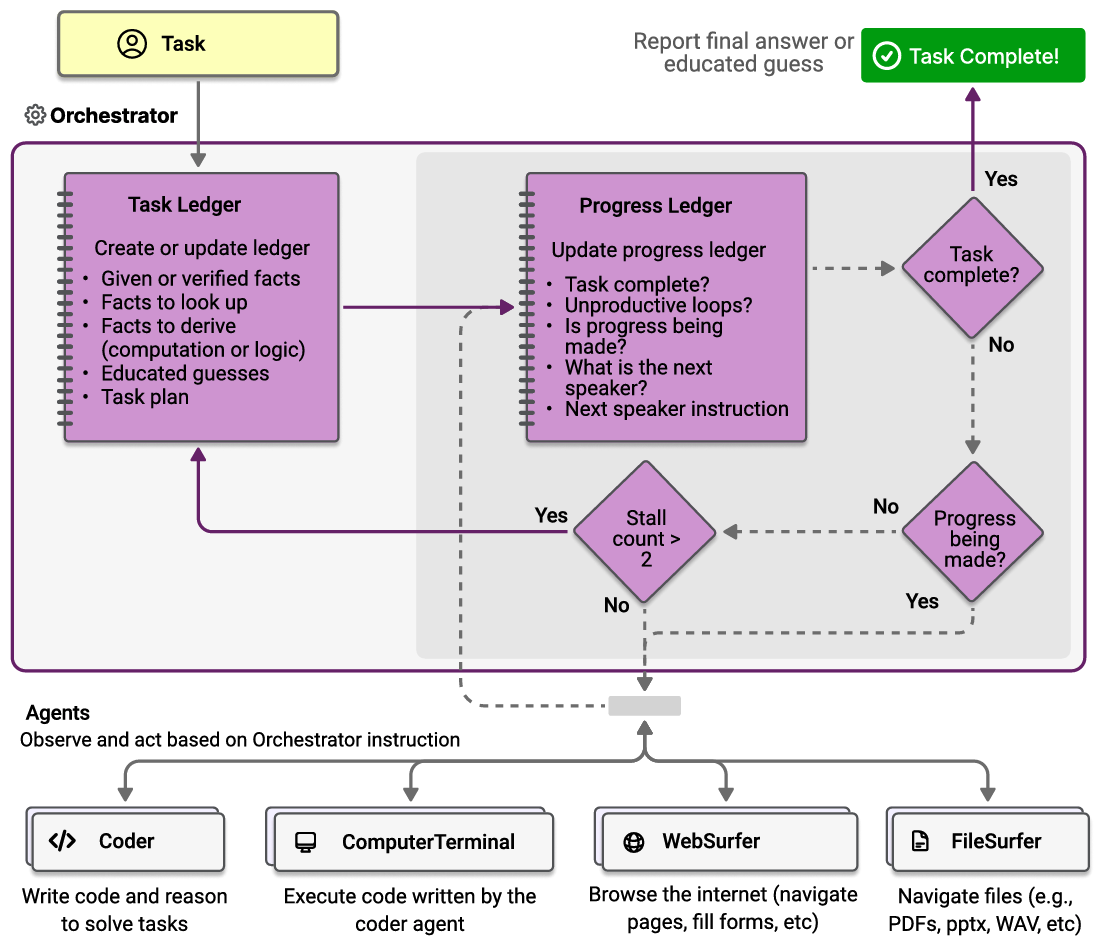 Task
Report final answer or
educated guess
Task Complete!
Orchestrator
Task Ledger
Create or update ledger
• Given or verified facts
• Facts to look up
• Facts to derive
(computation or logic)
• Educated guesses
• Task plan
Progress Ledger
Update progress ledger
• Task complete?
• Unproductive loops?
• Is progress being
made?
• What is the next
speaker?
• Next speaker instruction
Yes
Task
complete?
No
Progress
being
made?
No
Yes
Stall
count >
2
Yes
No
Agents
Observe and act based on Orchestrator instruction
Coder
Write code and reason
to solve tasks
ComputerTerminal
Execute code written by the
coder agent
WebSurfer
Browse the internet (navigate
pages, fill forms, etc)
FileSurfer
Navigate files (e.g.,
PDFs, pptx, WAV, etc)